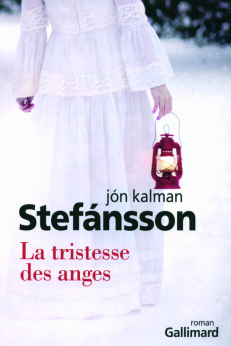 jón kalman
Stefánsson
La tristesse
des anges
roman
Gallimard